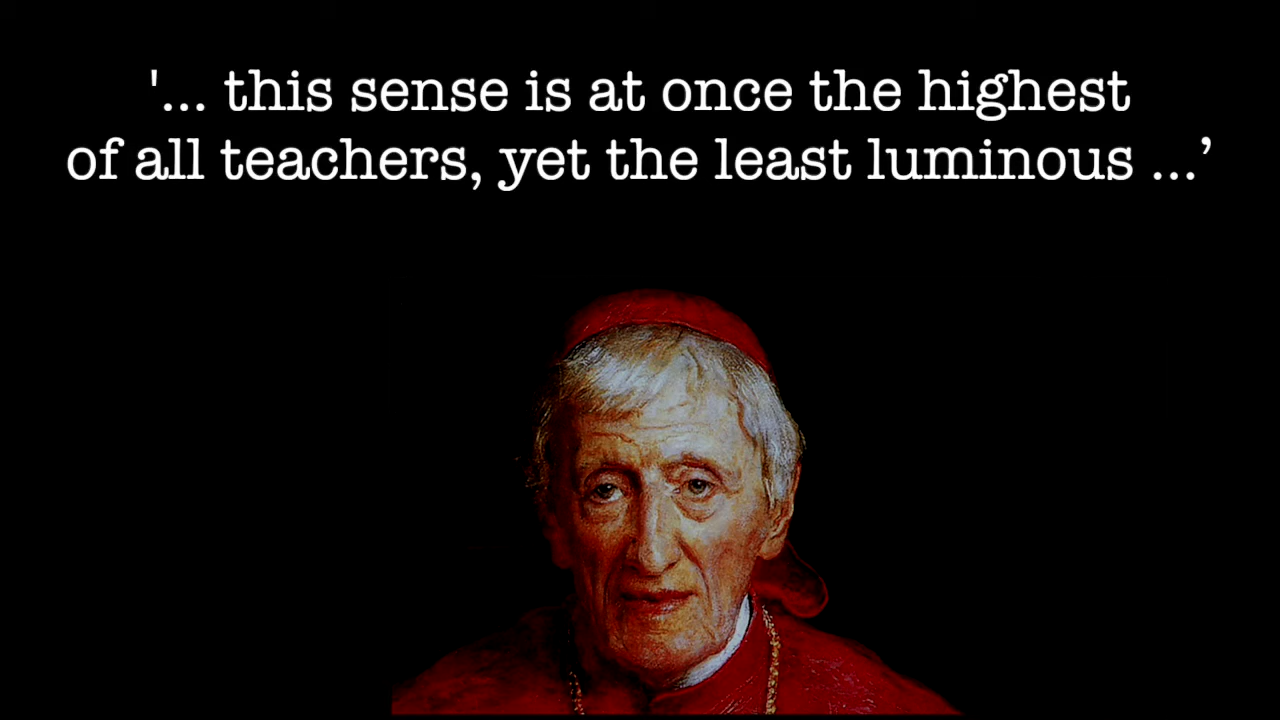 '... this sense is at once the highest
of all teachers, yet the least luminous ...’